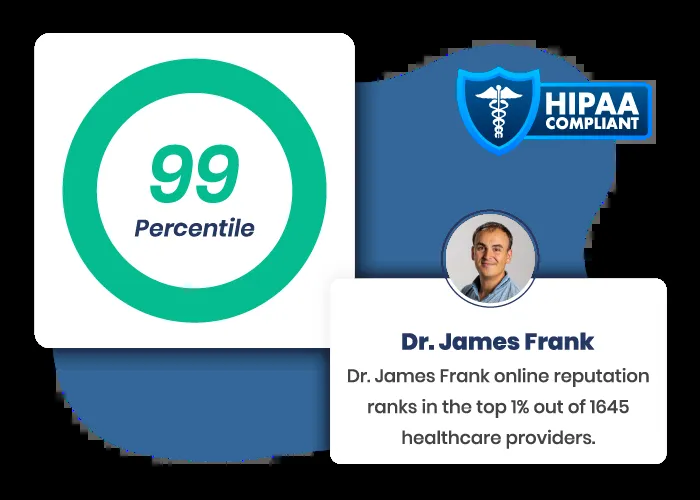 99
Percentile
HIPAA
COMPLIANT
Dr. James Frank
Dr. James Frank online reputation
ranks in the top 1% out of 1645
healthcare providers.